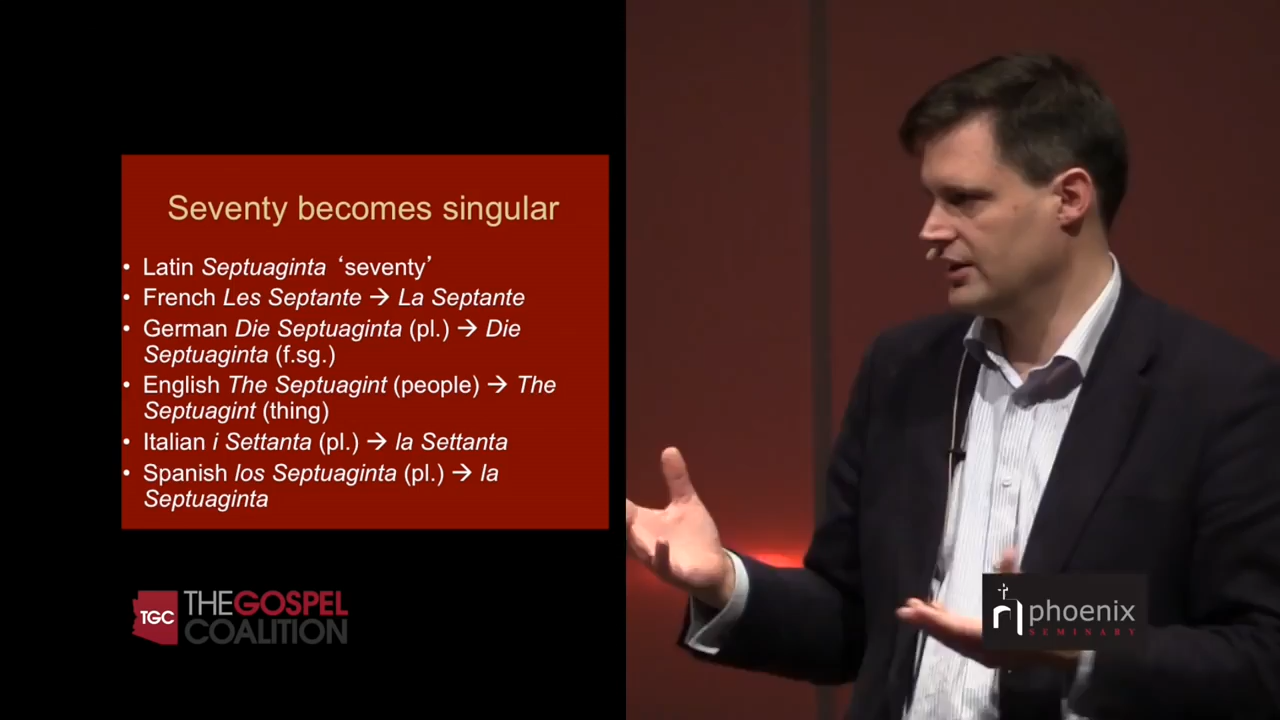 Seventy becomes singular
• Latin Septuaginta ‘seventy’
• French Les Septante → La Septante
• German Die Septuaginta (pl.) → Die
Septuaginta (f.sg.)
• English The Septuagint (people) → The
Septuagint (thing)
• Italian i Settanta (pl.) → la Settanta
• Spanish los Septuaginta (pl.) → la
Septuaginta
TGC
THEGOSPEL
COALITION
phoenix
SEMINARY